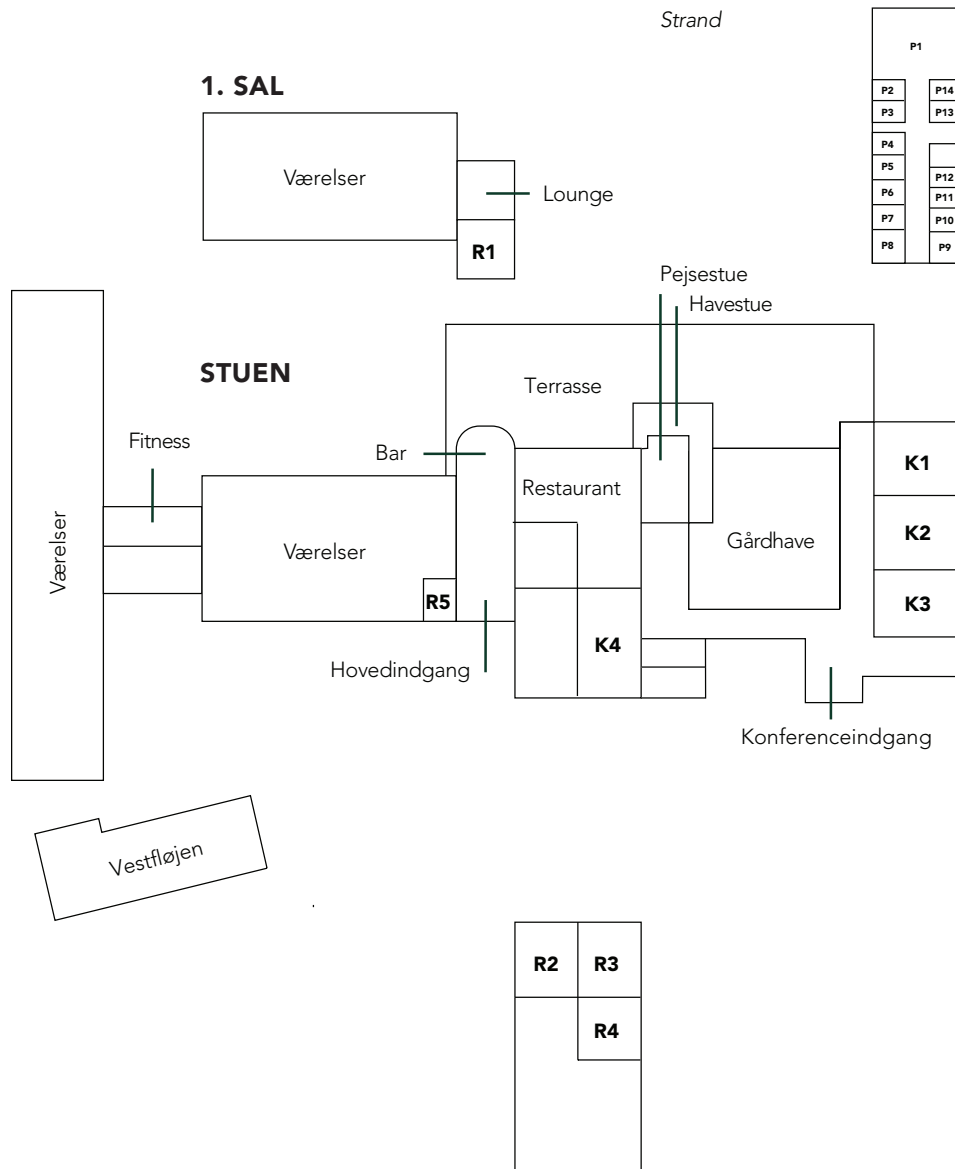 Strand
P1
1. SAL
P2
P14
P3
P13
P4
P5
P12
P6
P11
P7
P10
P8
P9
Værelser
Lounge
R1
Pejsestue
Havestue
STUEN
Terrasse
Fitness
Bar
K1
Restaurant
Værelser
Værelser
Gårdhave
K2
R5
K3
K4
Hovedindgang
Konferenceindgang
Vestfløjen
R2
R3
R4